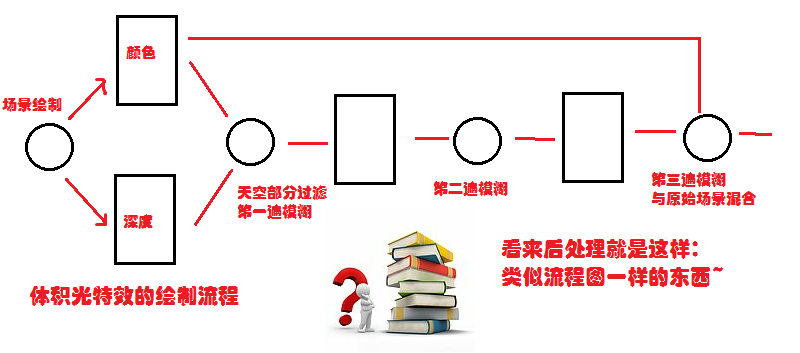 颜色
场景绘制
深度
天空部分过滤
第一遍模糊
第二遍模糊
第三遍模糊
与原始场景混合
体积光特效的绘制流程
看来后处理就是这样:
类似流程图一样的东西~